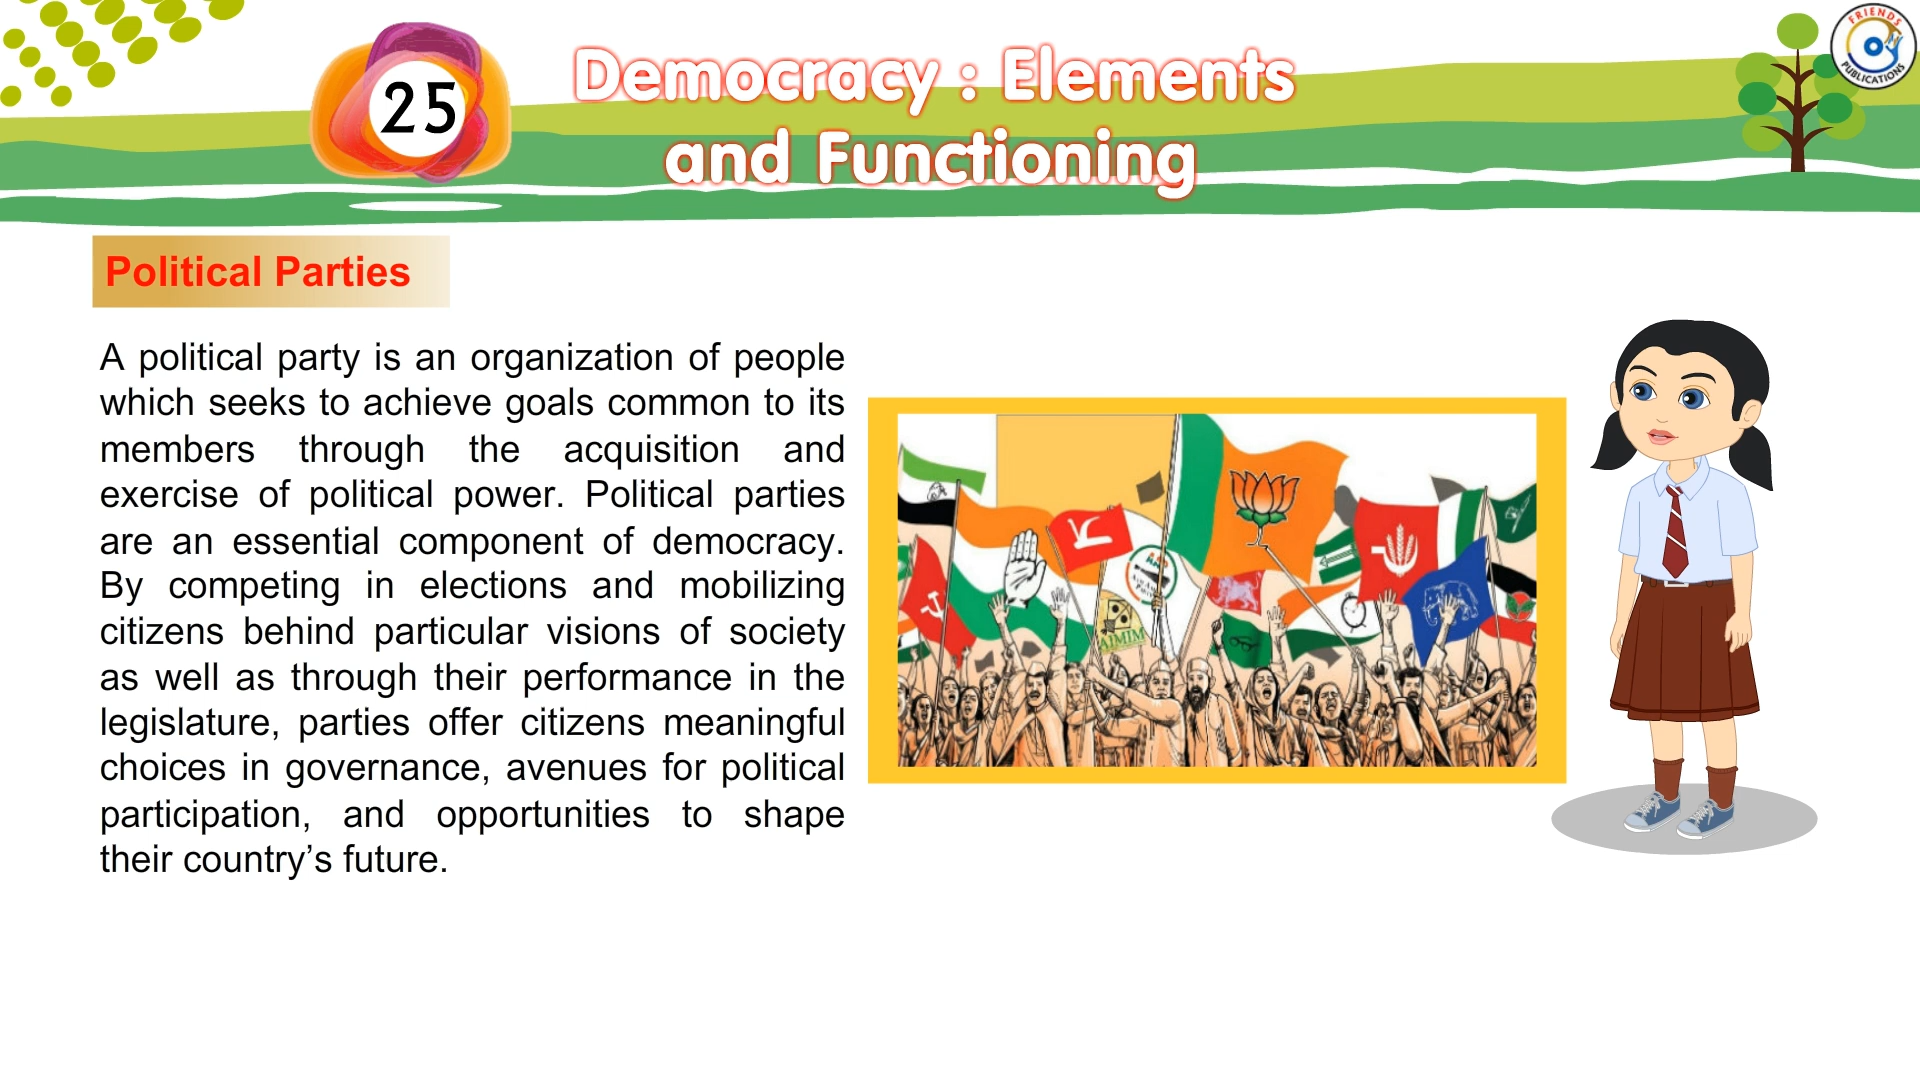 25
Democracy : Elements
and Functioning
FRIENDS
PUBLICATIONS
Political Parties
A political party is an organization of people
which seeks to achieve goals common to its
members through the acquisition and
exercise of political power. Political parties
are an essential component of democracy.
By competing in elections and mobilizing
citizens behind particular visions of society
as well as through their performance in the
legislature, parties offer citizens meaningful
choices in governance, avenues for political
participation, and opportunities to shape
their country’s future.
AIMIM